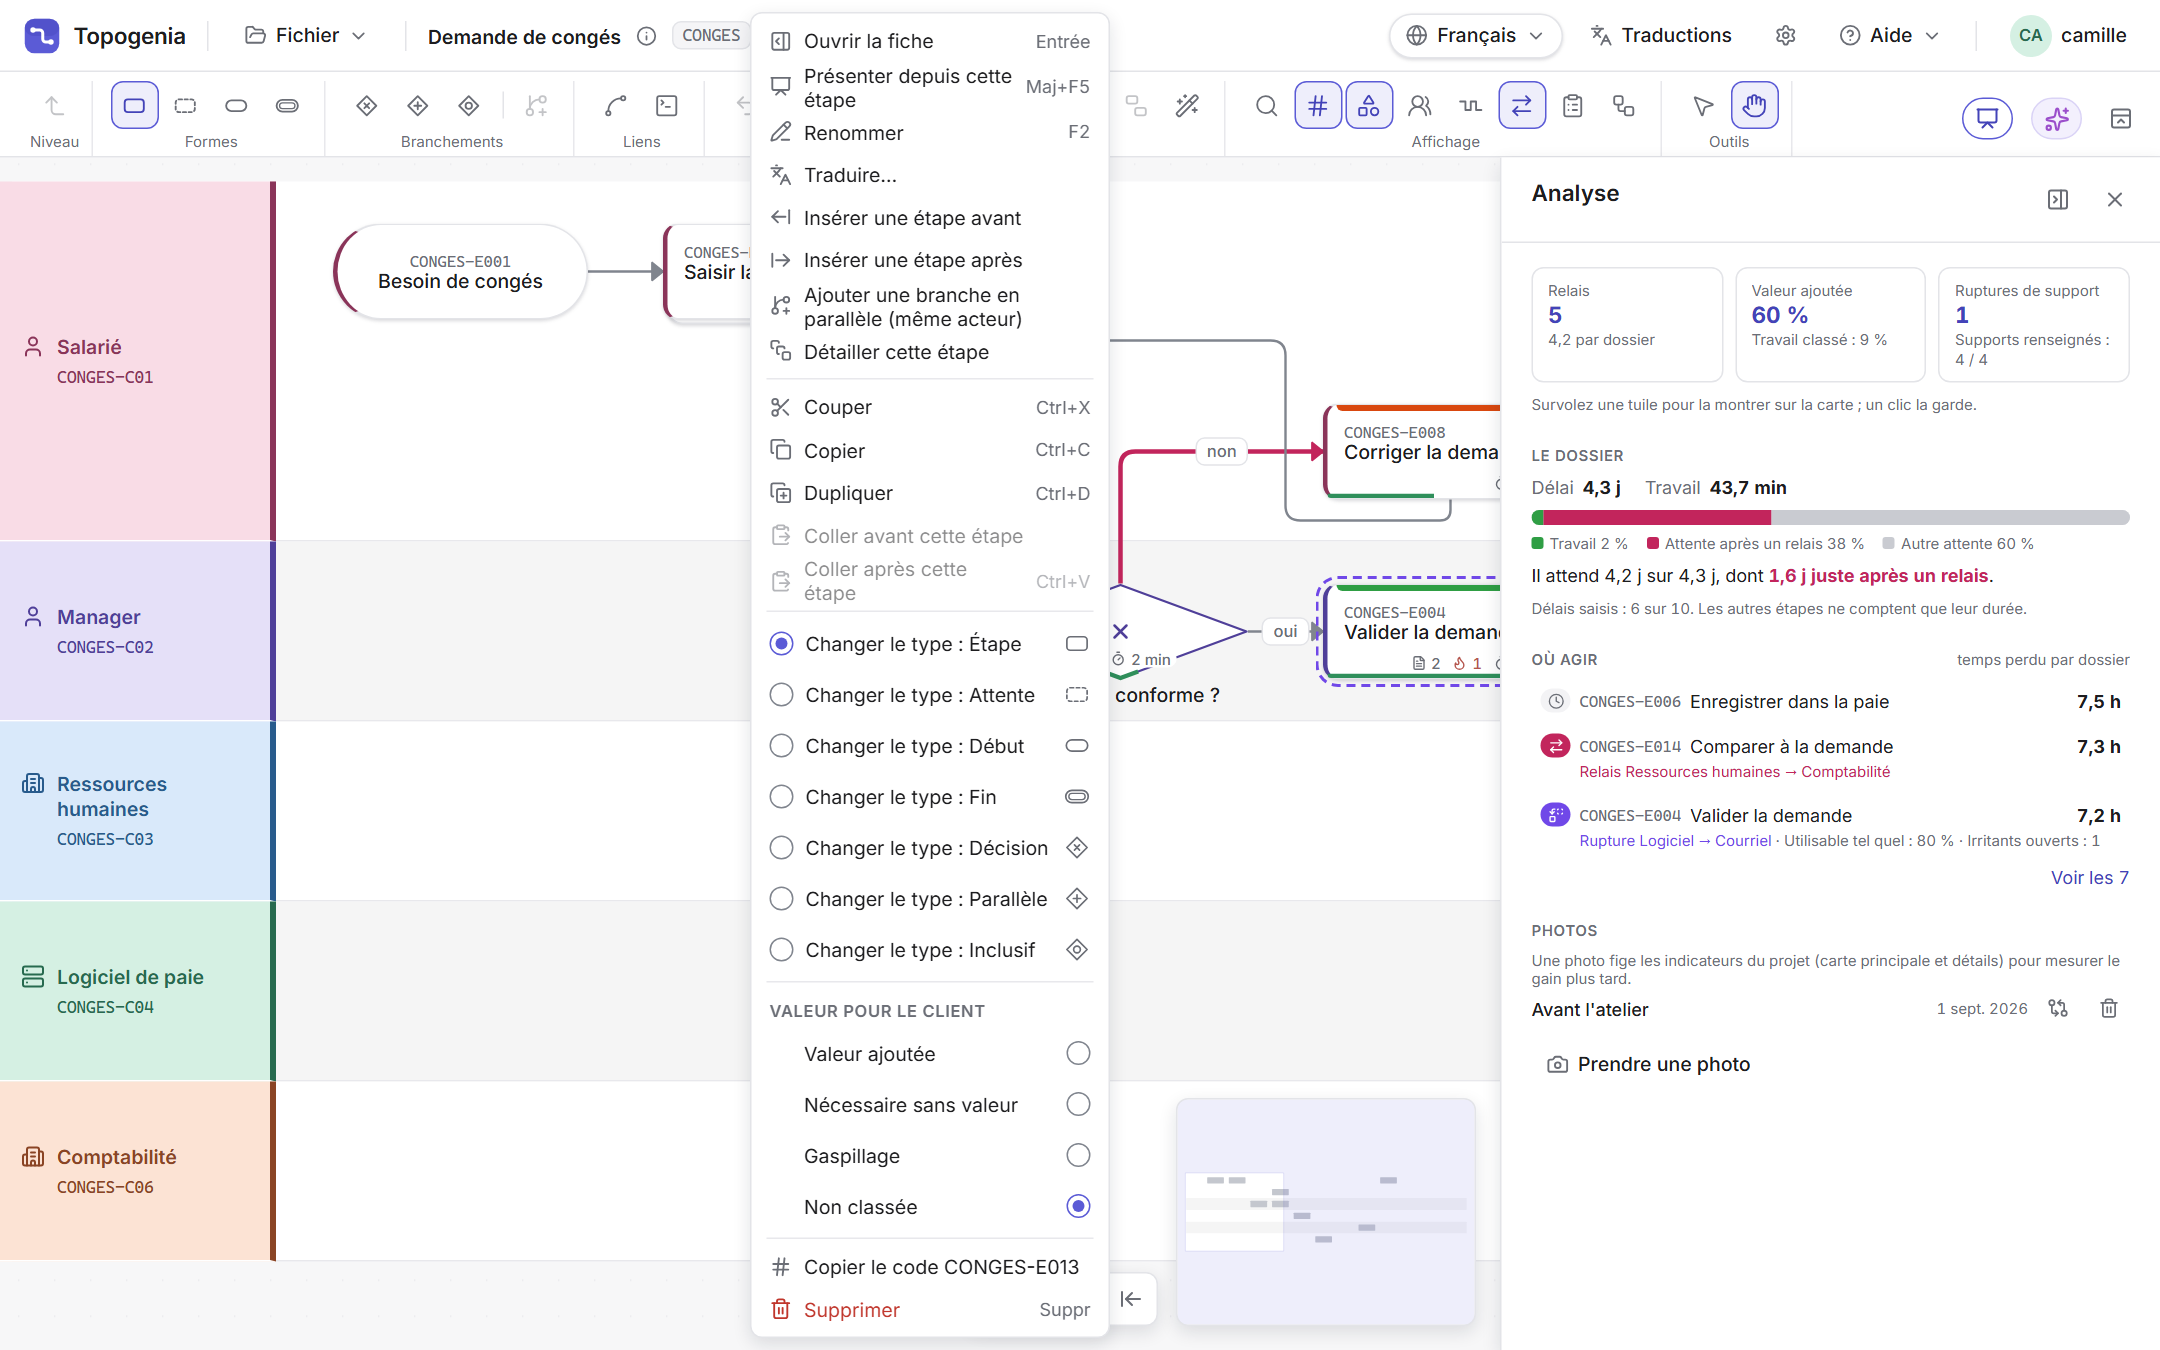 Topogenia
Fichier
Demande de congés
CONGES
Français
Traductions
Aide
CA
camille
Niveau
Formes
Branchements
Liens
Affichage
Outils
Salarié
CONGES-C01
Manager
CONGES-C02
Ressources
humaines
CONGES-C03
Logiciel de paie
CONGES-C04
Comptabilité
CONGES-C06
CONGES-E001
Besoin de congés
CONGES-
Saisir la
Ouvrir la fiche Entrée
Présenter depuis cette
étape Maj+F5
Renommer F2
Traduire...
Insérer une étape avant
Insérer une étape après
Ajouter une branche en
parallèle (même acteur)
Détailler cette étape
Couper Ctrl+X
Copier Ctrl+C
Dupliquer Ctrl+D
Coller avant cette étape
Coller après cette
étape Ctrl+V
Changer le type : Étape
Changer le type : Attente
Changer le type : Début
Changer le type : Fin
Changer le type : Décision
Changer le type : Parallèle
Changer le type : Inclusif
VALEUR POUR LE CLIENT
Valeur ajoutée
Nécessaire sans valeur
Gaspillage
Non classée
Copier le code CONGES-E013
Supprimer Suppr
non
CONGES-E008
Corriger la dema
2 min
conforme ?
oui
CONGES-E004
Valider la deman
2 1
Analyse
Relais
5
4,2 par dossier
Valeur ajoutée
60 %
Travail classé : 9 %
Ruptures de support
1
Supports renseignés :
4 / 4
Survolez une tuile pour la montrer sur la carte ; un clic la garde.
LE DOSSIER
Délai 4,3 j Travail 43,7 min
Travail 2 % Attente après un relais 38 % Autre attente 60 %
Il attend 4,2 j sur 4,3 j, dont 1,6 j juste après un relais.
Délais saisis : 6 sur 10. Les autres étapes ne comptent que leur durée.
OÙ AGIR temps perdu par dossier
CONGES-E006 Enregistrer dans la paie 7,5 h
CONGES-E014 Comparer à la demande 7,3 h
Relais Ressources humaines → Comptabilité
CONGES-E004 Valider la demande 7,2 h
Rupture Logiciel → Courriel · Utilisable tel quel : 80 % · Irritants ouverts : 1
Voir les 7
PHOTOS
Une photo fige les indicateurs du projet (carte principale et détails) pour mesurer le
gain plus tard.
Avant l'atelier 1 sept. 2026
Prendre une photo